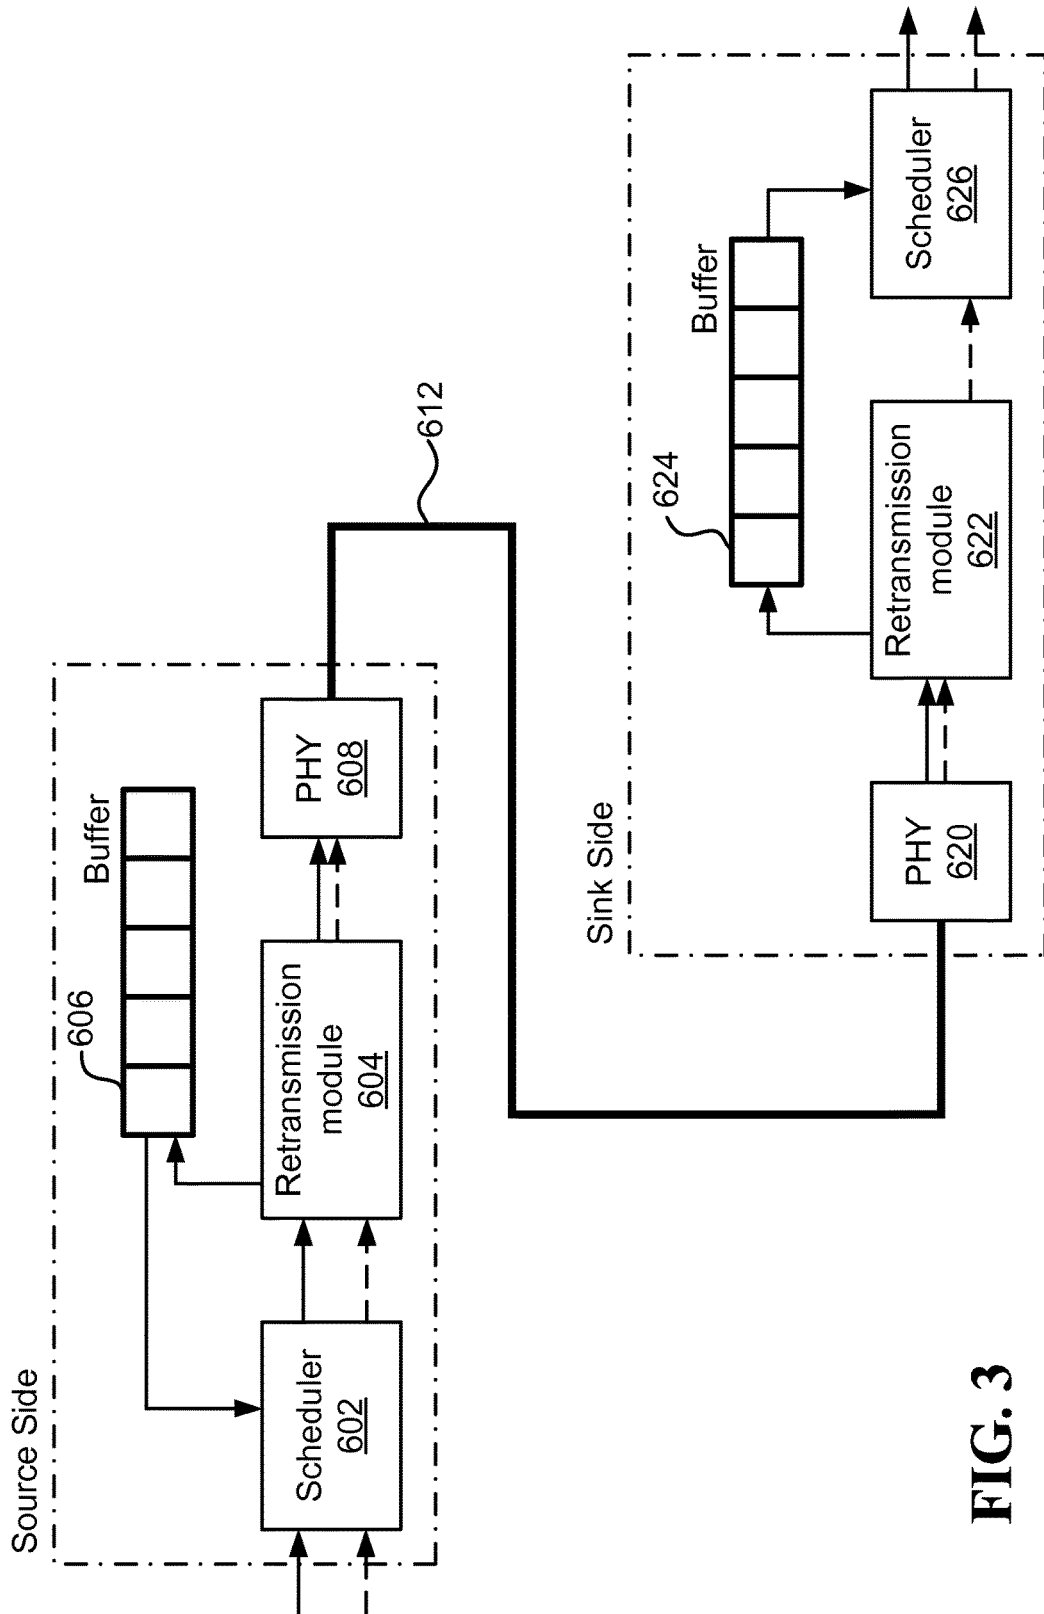 Source Side
606
Buffer
Scheduler
602
Retransmission
module
604
PHY
608
612
Sink Side
624
Buffer
PHY
620
Retransmission
module
622
Scheduler
626
FIG. 3